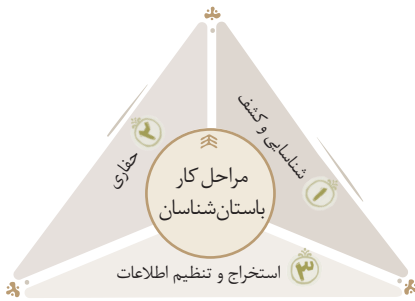 مراحل کار
باستان‌شناسان
۱ شناسایی و کشف
۲ حفاری
۳ استخراج و تنظیم اطلاعات